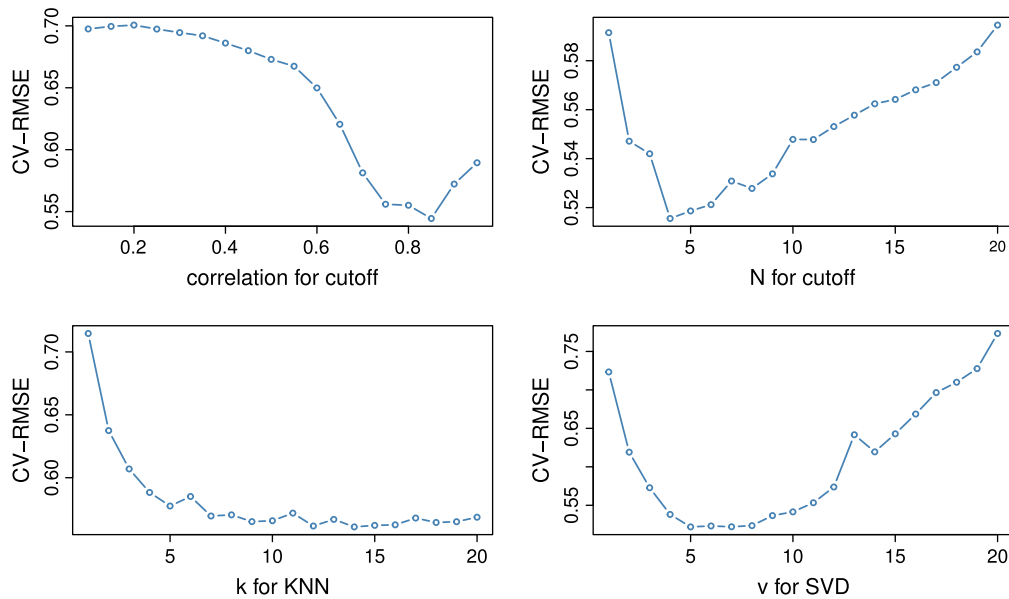 CV−RMSE
0.55 0.60 0.65 0.70
0.2 0.4 0.6 0.8
correlation for cutoff
CV−RMSE
0.52 0.54 0.56 0.58
5 10 15 20
N for cutoff
CV−RMSE
0.60 0.65 0.70
5 10 15 20
k for KNN
CV−RMSE
0.55 0.65 0.75
5 10 15 20
v for SVD